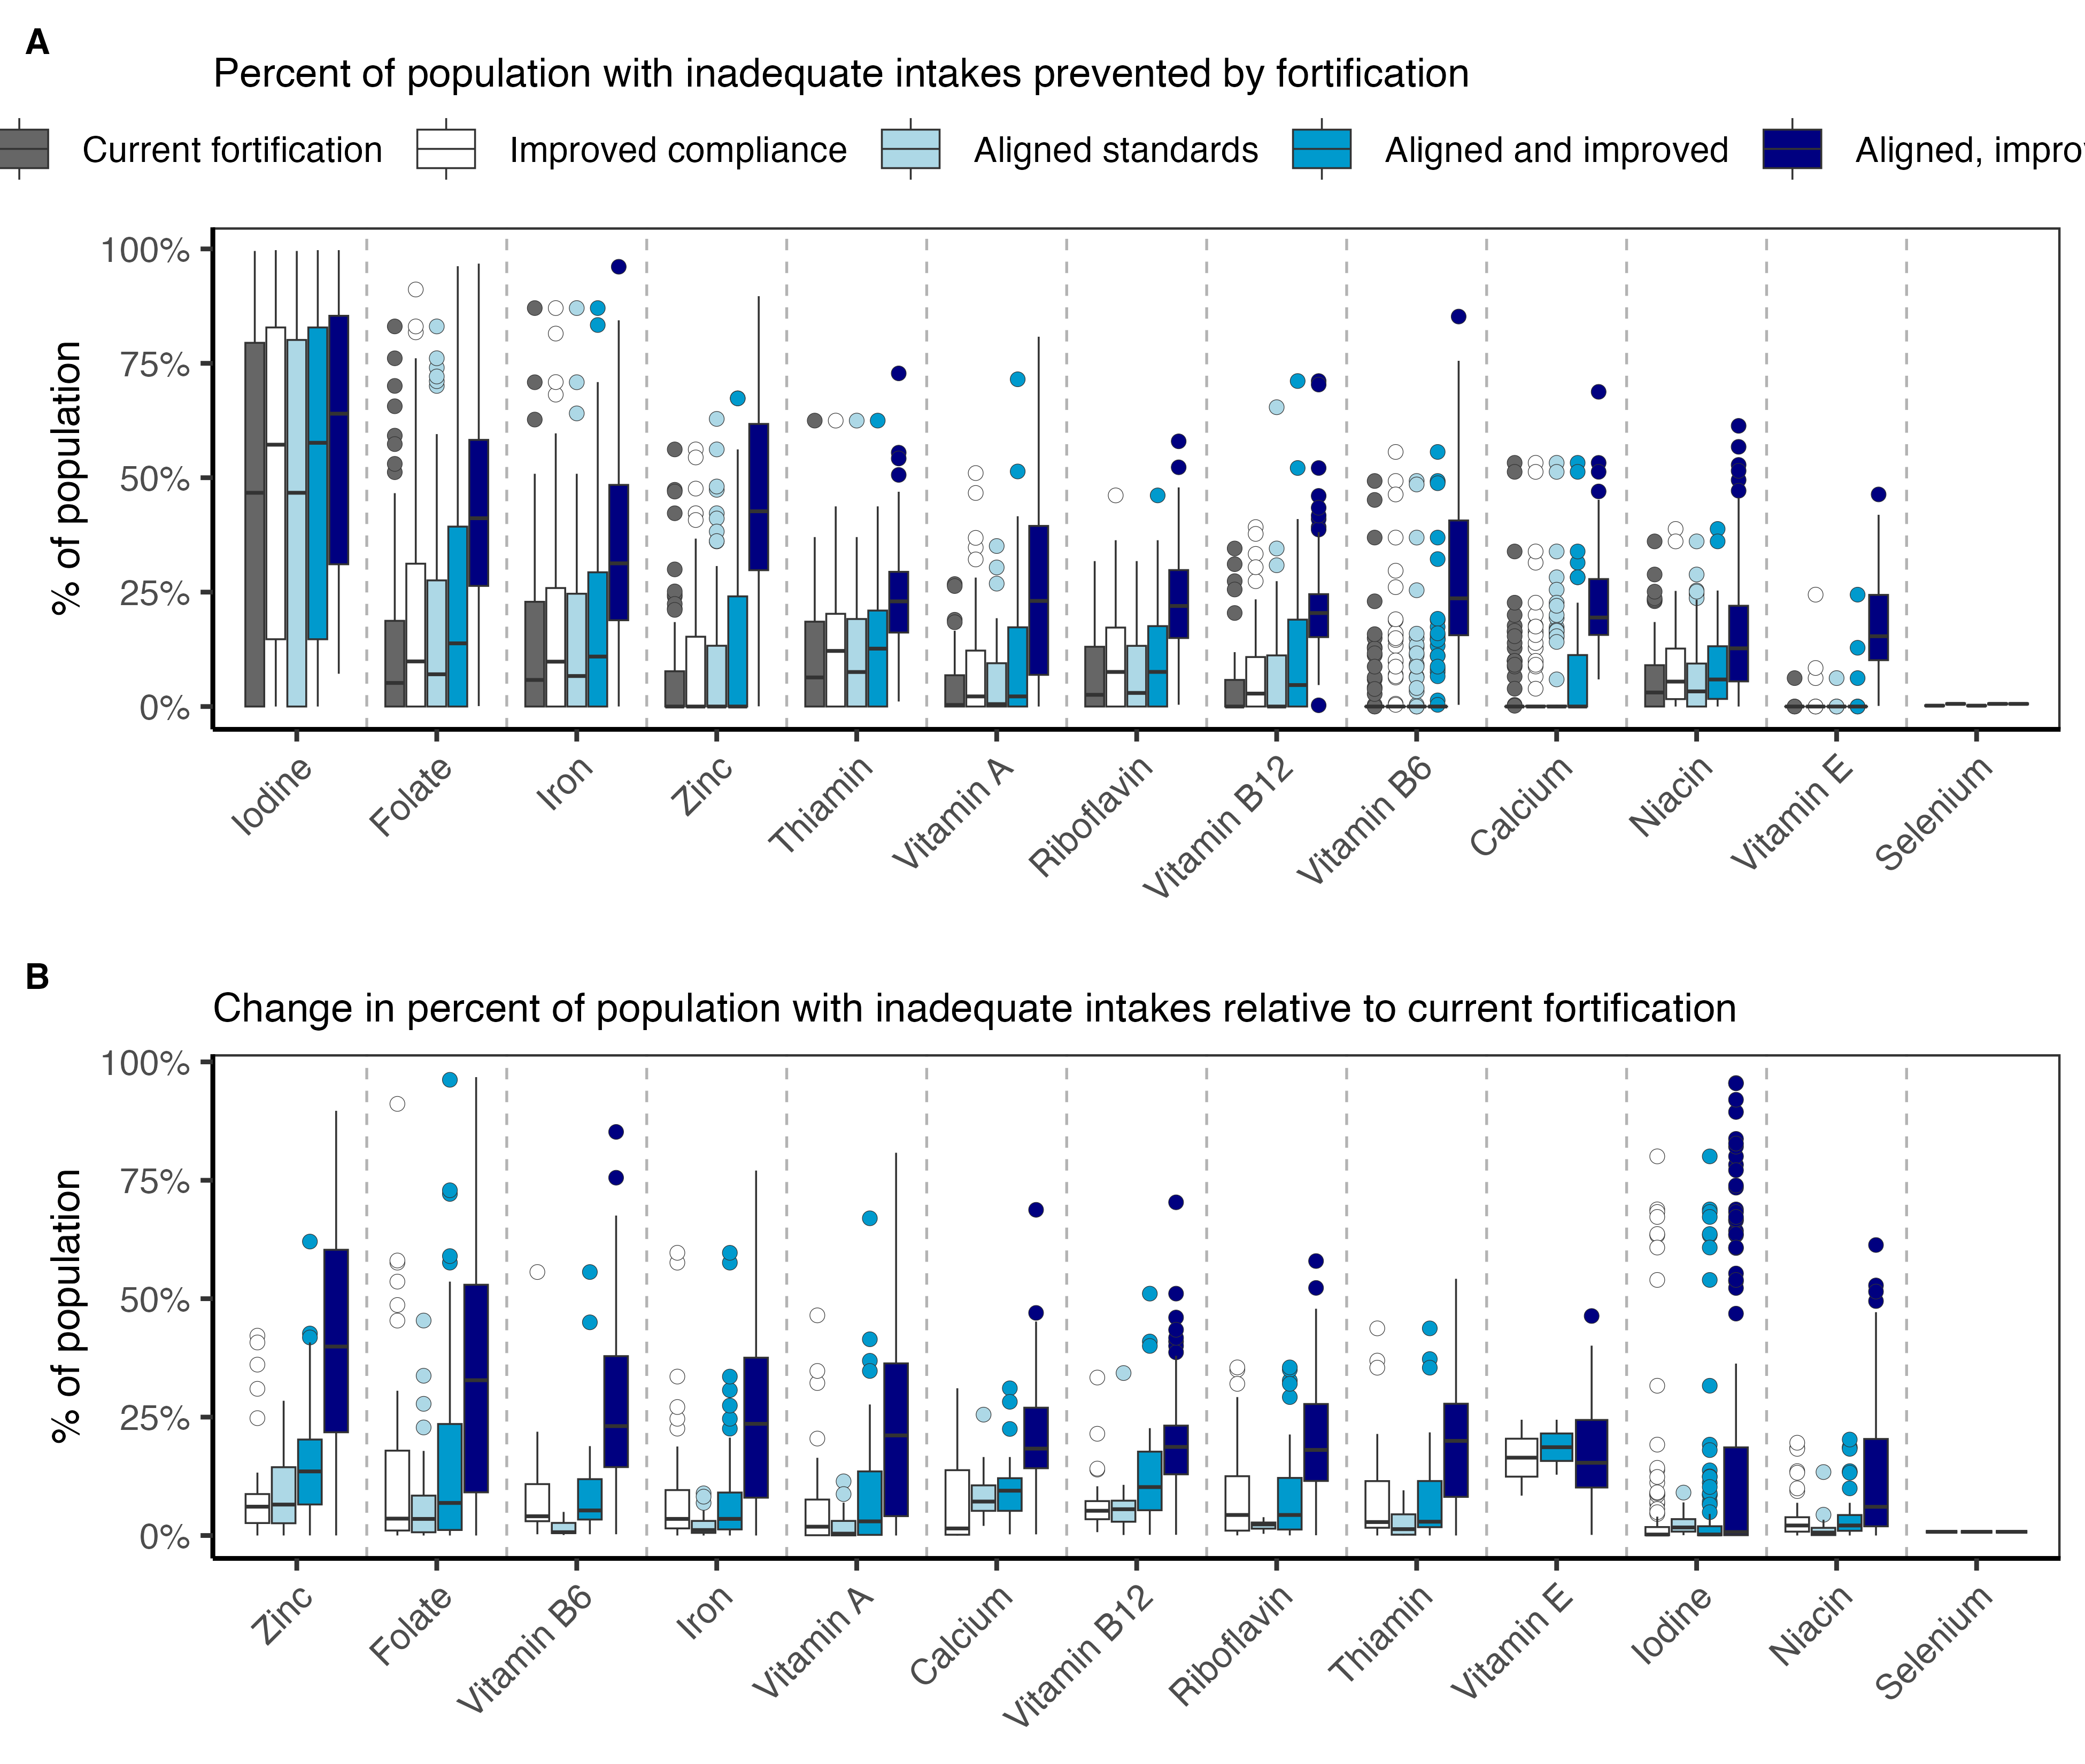 A
Percent of population with inadequate intakes prevented by fortification
Current fortification Improved compliance Aligned standards Aligned and improved Aligned, improv
% of population
100%
75%
50%
25%
0%
Iodine Folate Iron Zinc Thiamin Vitamin A Riboflavin Vitamin B12 Vitamin B6 Calcium Niacin Vitamin E Selenium
B
Change in percent of population with inadequate intakes relative to current fortification
% of population
100%
75%
50%
25%
0%
Zinc Folate Vitamin B6 Iron Vitamin A Calcium Vitamin B12 Riboflavin Thiamin Vitamin E Iodine Niacin Selenium